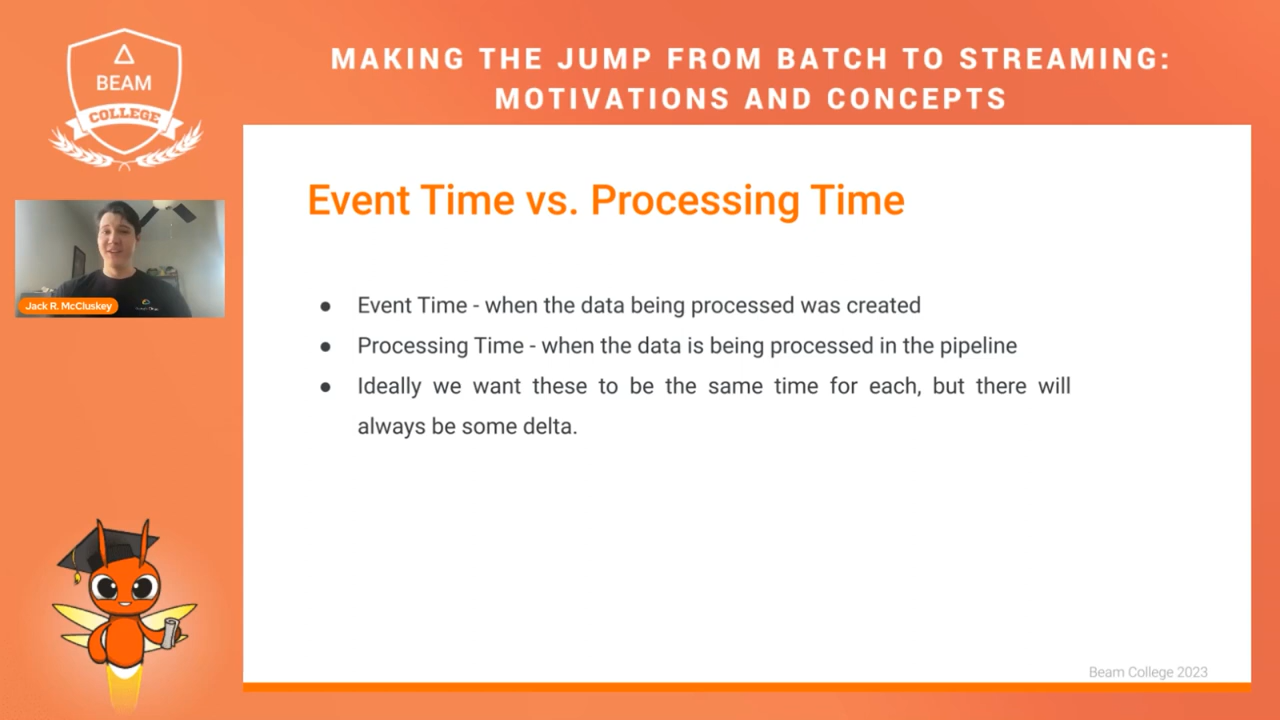 MAKING THE JUMP FROM BATCH TO STREAMING:
MOTIVATIONS AND CONCEPTS
BEAM
COLLEGE
Jack R. McCluskey
Event Time vs. Processing Time
● Event Time - when the data being processed was created
● Processing Time - when the data is being processed in the pipeline
● Ideally we want these to be the same time for each, but there will
always be some delta.
Beam College 2023